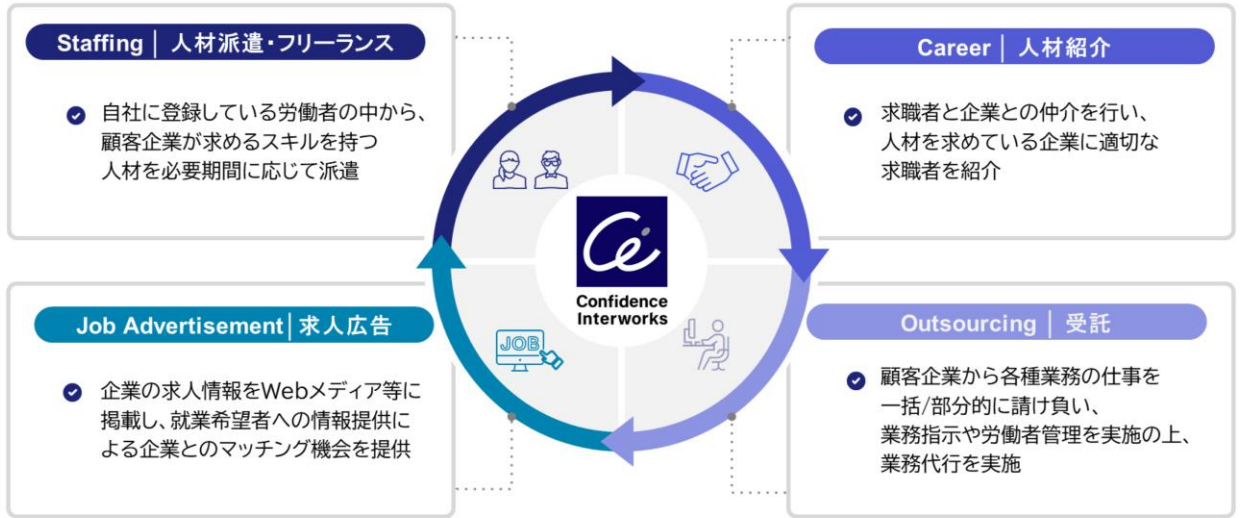 Staffing｜人材派遣・フリーランス
自社に登録している労働者の中から、
顧客企業が求めるスキルを持つ
人材を必要期間に応じて派遣
Career｜人材紹介
求職者と企業との仲介を行い、
人材を求めている企業に適切な
求職者を紹介
Confidence
Interworks
JOB
Job Advertisement｜求人広告
企業の求人情報をWebメディア等に
掲載し、就業希望者への情報提供に
よる企業とのマッチング機会を提供
Outsourcing｜受託
顧客企業から各種業務の仕事を
一括/部分的に請け負い、
業務指示や労働者管理を実施の上、
業務代行を実施